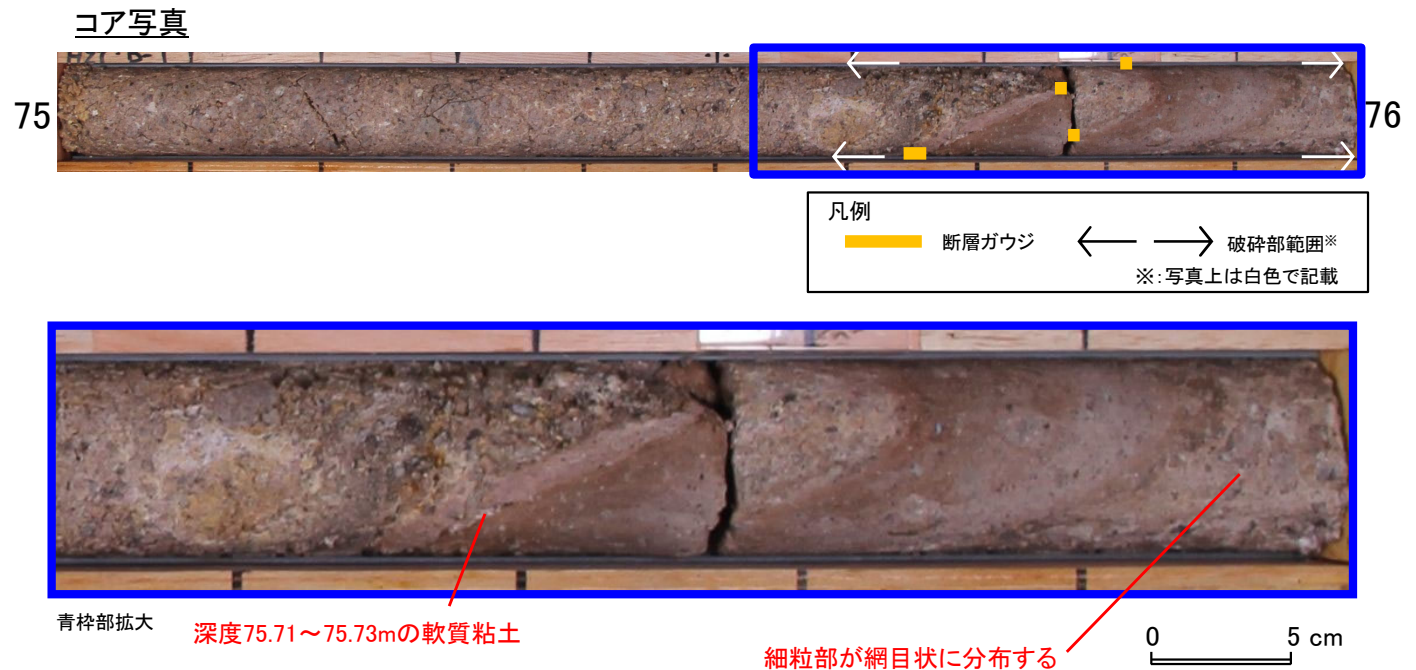 コア写真
75
76
凡例
断層ガウジ
破砕部範囲※
※:写真上は白色で記載
青枠部拡大
深度75.71～75.73mの軟質粘土
細粒部が網目状に分布する
0
5 cm